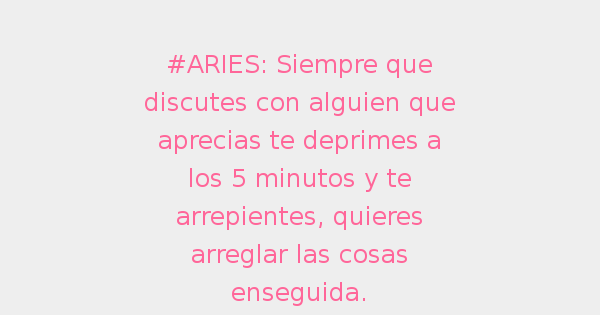 #ARIES: Siempre que
discutes con alguien que
aprecias te deprimes a
los 5 minutos y te
arrepientes, quieres
arreglar las cosas
enseguida.